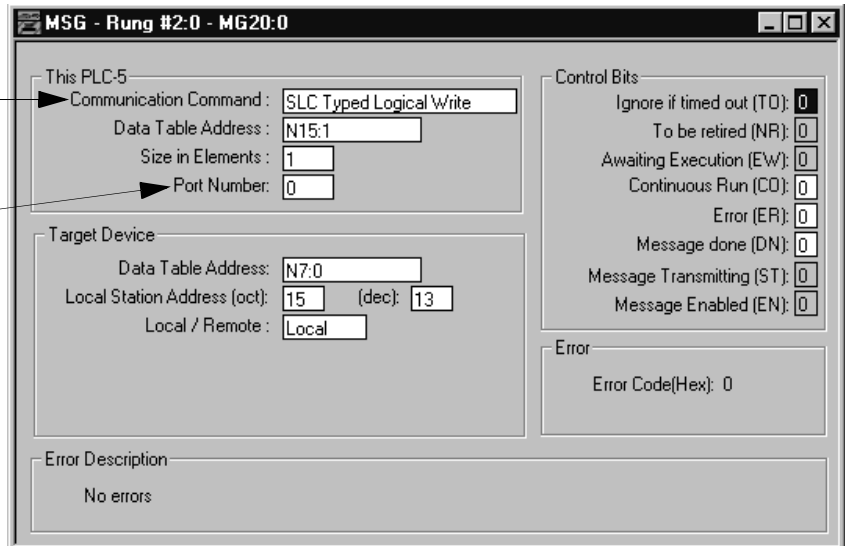 MSG - Rung #2:0 - MG20:0
This PLC-5
Communication Command : SLC Typed Logical Write
Data Table Address : N15:1
Size in Elements : 1
Port Number: 0
Target Device
Data Table Address: N7:0
Local Station Address (oct): 15 (dec): 13
Local / Remote : Local
Control Bits
Ignore if timed out (TO): 0
To be retired (NR): 0
Awaiting Execution (EW): 0
Continuous Run (CO): 0
Error (ER): 0
Message done (DN): 0
Message Transmitting (ST): 0
Message Enabled (EN): 0
Error
Error Code(Hex): 0
Error Description
No errors